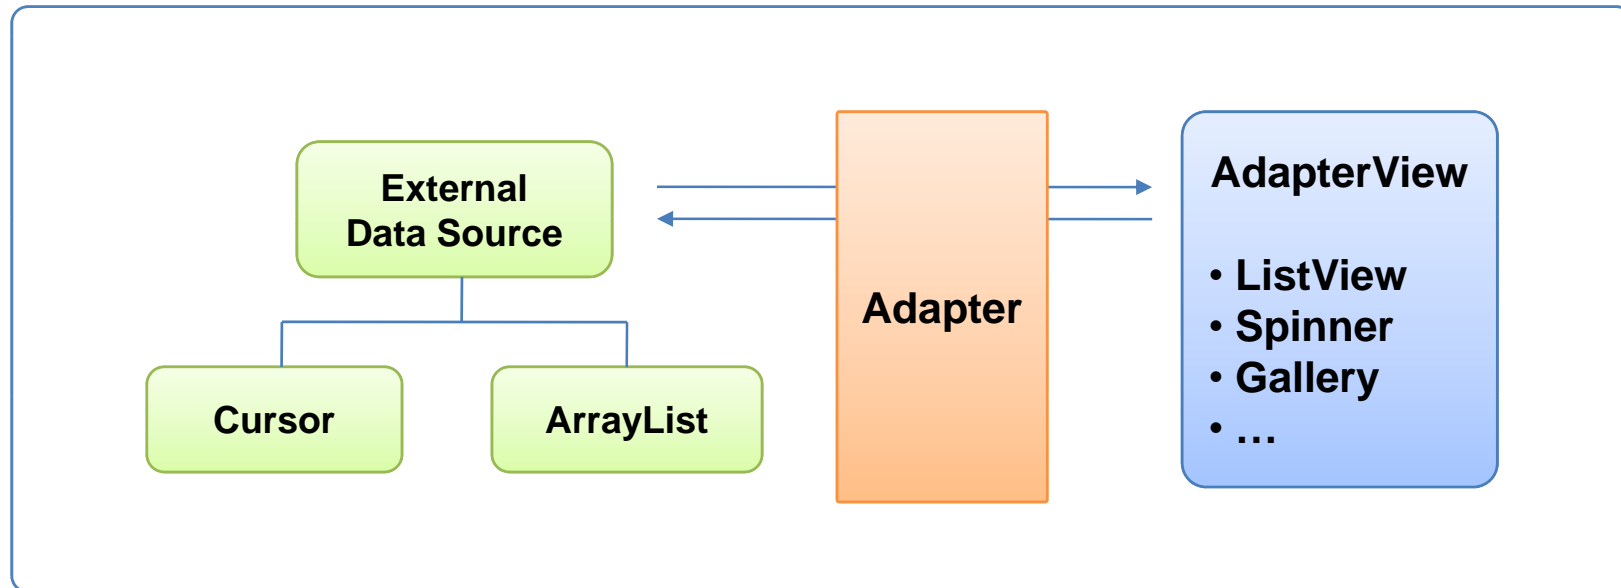 External
Data Source
Cursor
ArrayList
Adapter
AdapterView
• ListView
• Spinner
• Gallery
• …